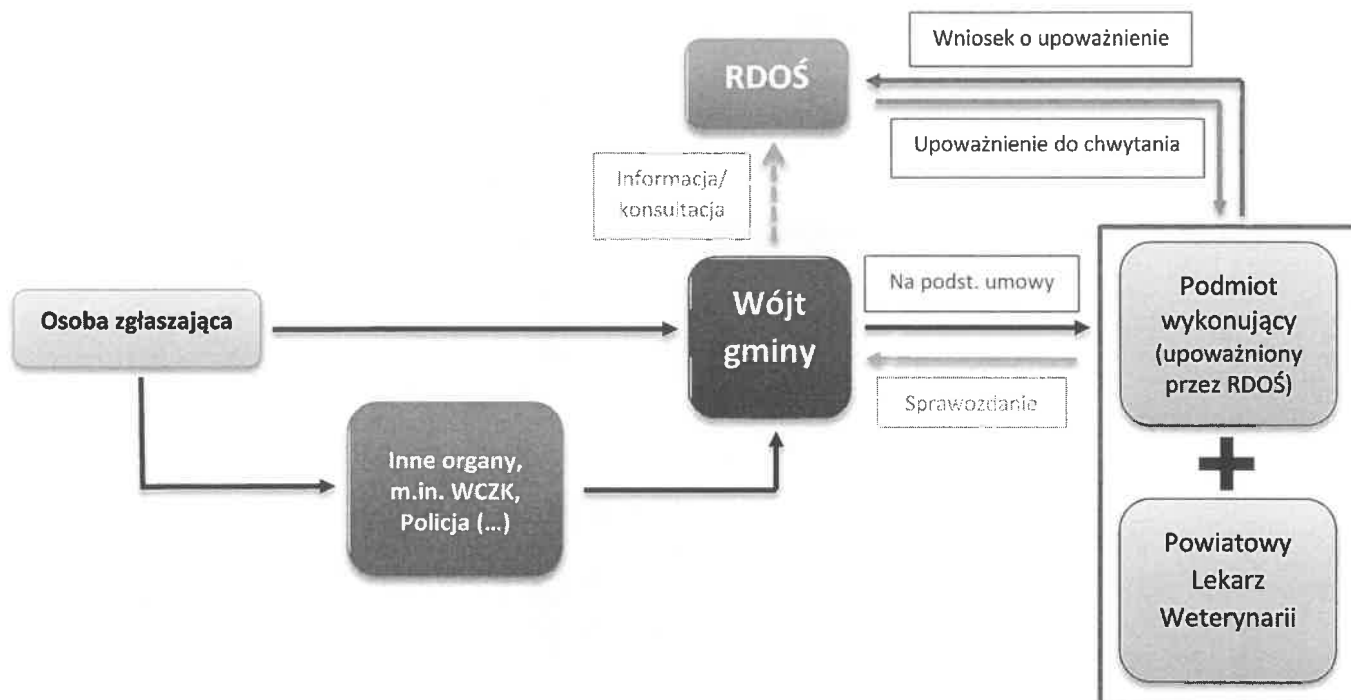 Wniosek o upoważnienie
RDOŚ
Upoważnienie do chwytania
Informacja/
konsultacja
Na podst. umowy
Wójt
gminy
Osoba zgłaszająca
Sprawozdanie
Podmiot
wykonujący
(upoważniony
przez RDOŚ)
Inne organy,
m.in. WCZK,
Policja (...)
Powiatowy
Lekarz
Weterynarii